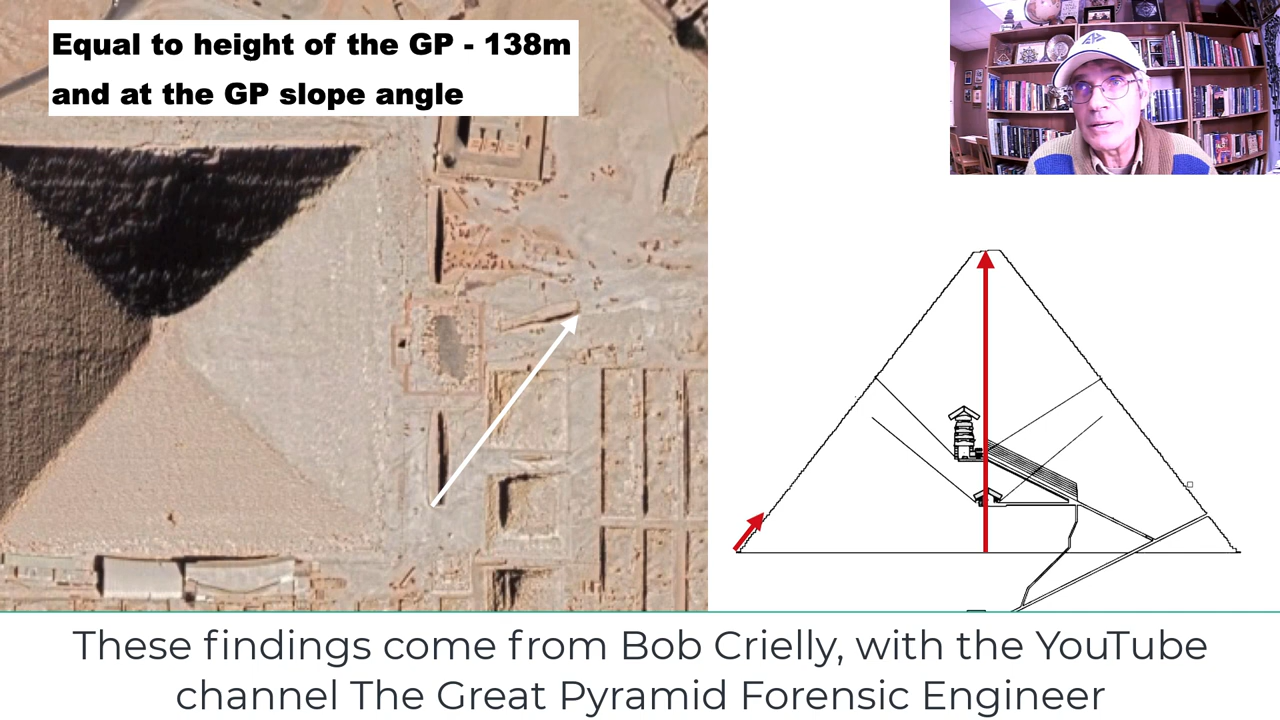 Equal to height of the GP - 138m
and at the GP slope angle
These findings come from Bob Crielly, with the YouTube
channel The Great Pyramid Forensic Engineer